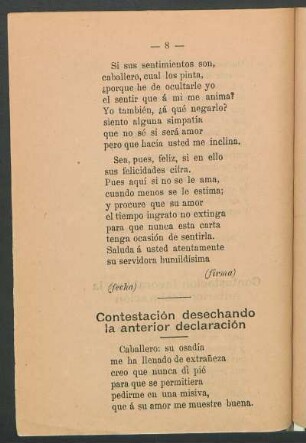 — 8 —
Si sus sentimientos son,
caballero, cual los pinta,
¿porque he de ocultarle yo
el sentir que á mi me anima?
Yo también, ¿á qué negarlo?
siento alguna simpatía
que no sé si será amor
pero que hacia usted me inclina.
Sea, pues, feliz, si en ello
sus felicidades cifra.
Pues aquí si no se le ama,
cuando menos se le estima;
y procure que su amor
el tiempo ingrato no extinga
para que nunca esta carta
tenga ocasión de sentirla.
Saluda á usted atentamente
su servidora humildísima
(firma)
(fecha)
Contestación desechando
la anterior declaración
Caballero: su osadía
me ha llenado de extrañeza
creo que nunca dí pié
para que se permitiera
pedirme en una misiva,
que á su amor me muestre buena.